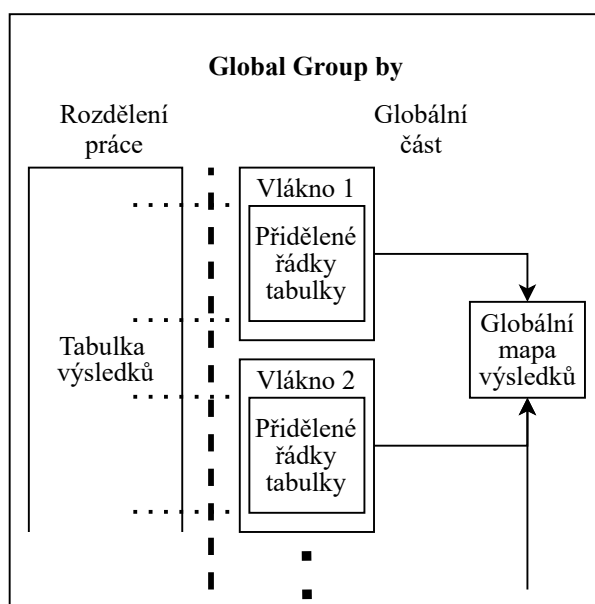 Global Group by
Rozdělení
práce
Globální
část
Tabulka
výsledků
Vlákno 1
Přidělené
řádky
tabulky
Vlákno 2
Přidělené
řádky
tabulky
Globální
mapa
výsledků